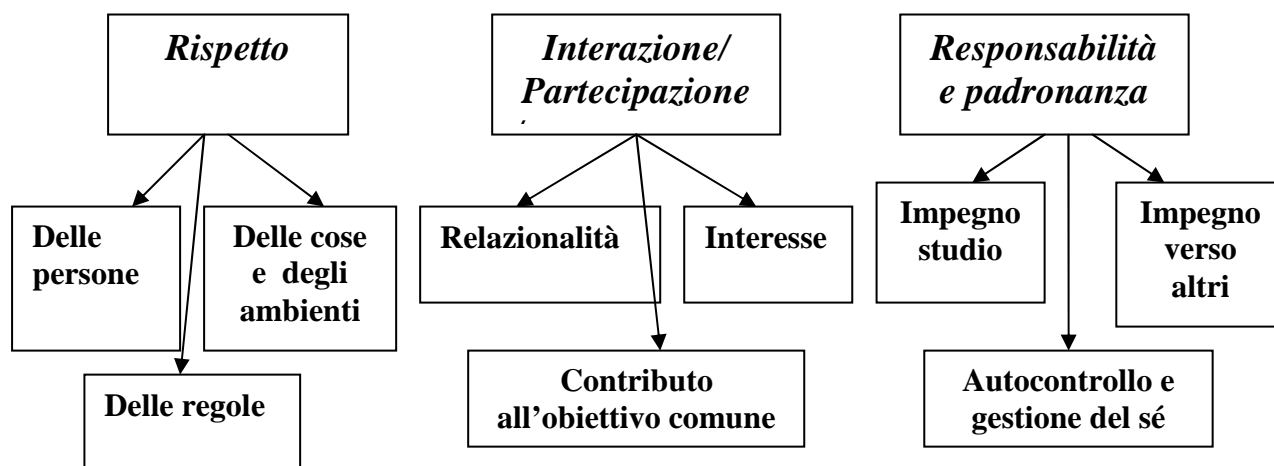 Rispetto
Interazione/
Partecipazione
Responsabilità
e padronanza
Delle
persone
Delle cose
e degli
ambienti
Delle regole
Relazionalità
Interesse
Contributo
all’obiettivo comune
Impegno
studio
Impegno
verso
altri
Autocontrollo e
gestione del sé